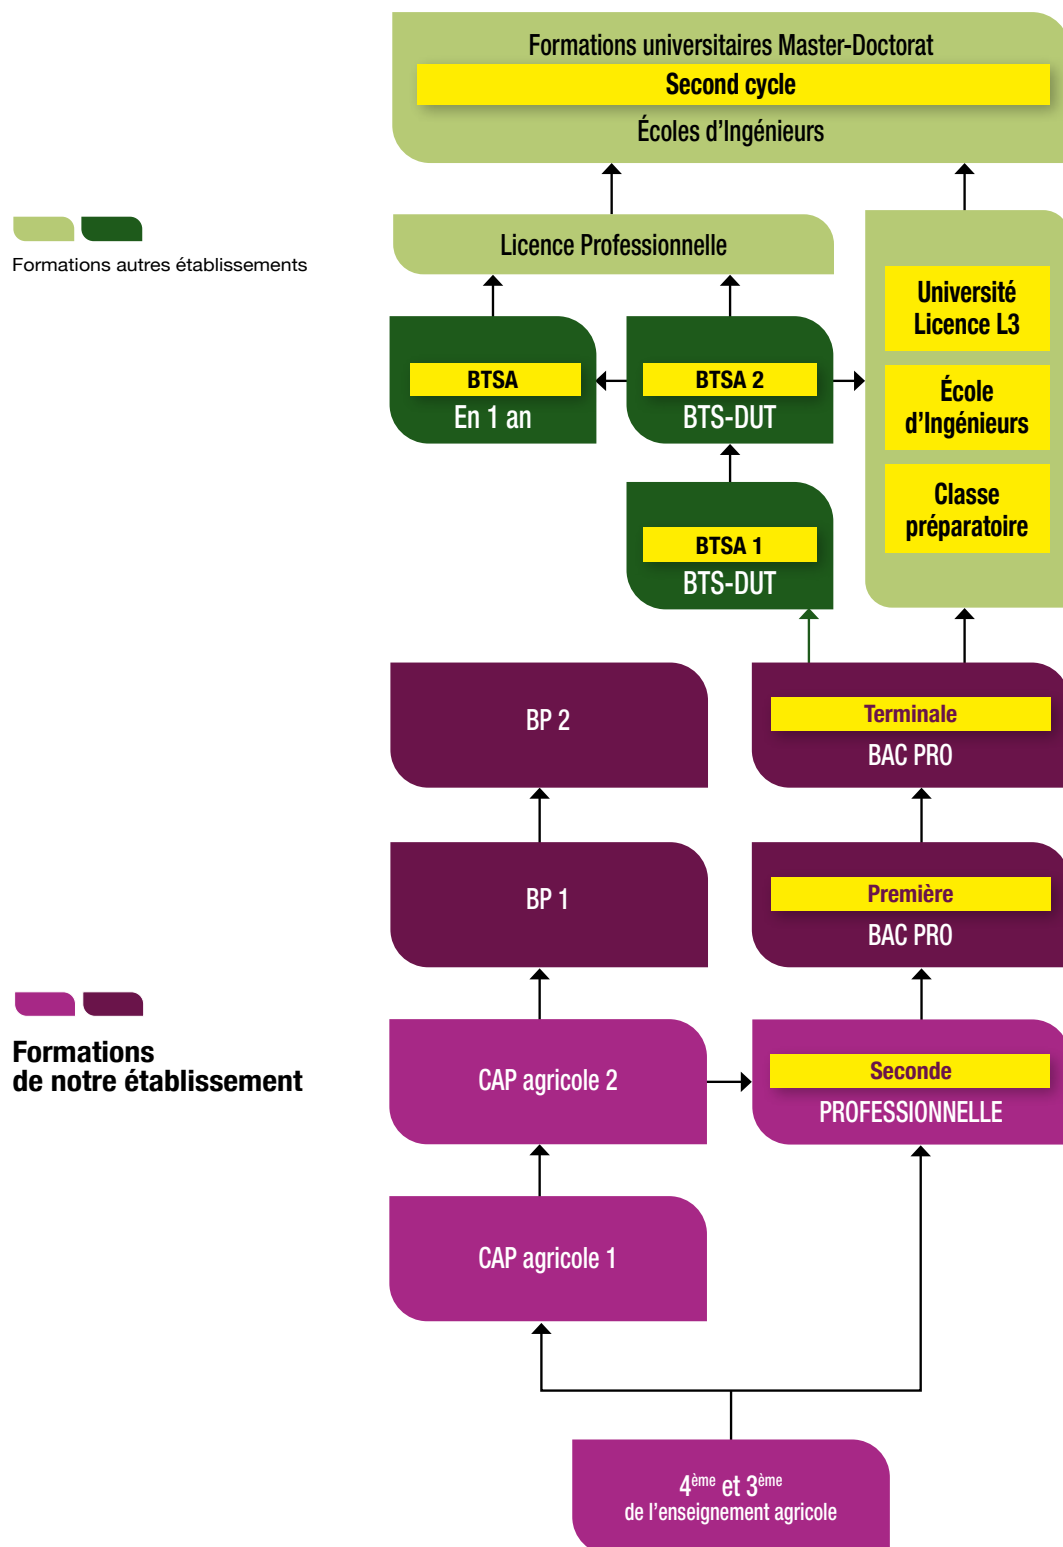 Formations universitaires Master-Doctorat
Second cycle
Écoles d’Ingénieurs
Formations autres établissements
Licence Professionnelle
Université
Licence L3
École
d’Ingénieurs
Classe
préparatoire
BTSA
En 1 an
BTSA 2
BTS-DUT
BTSA 1
BTS-DUT
BP 2
Terminale
BAC PRO
BP 1
Première
BAC PRO
Formations
de notre établissement
CAP agricole 2
Seconde
PROFESSIONNELLE
CAP agricole 1
4ème et 3ème
de l’enseignement agricole